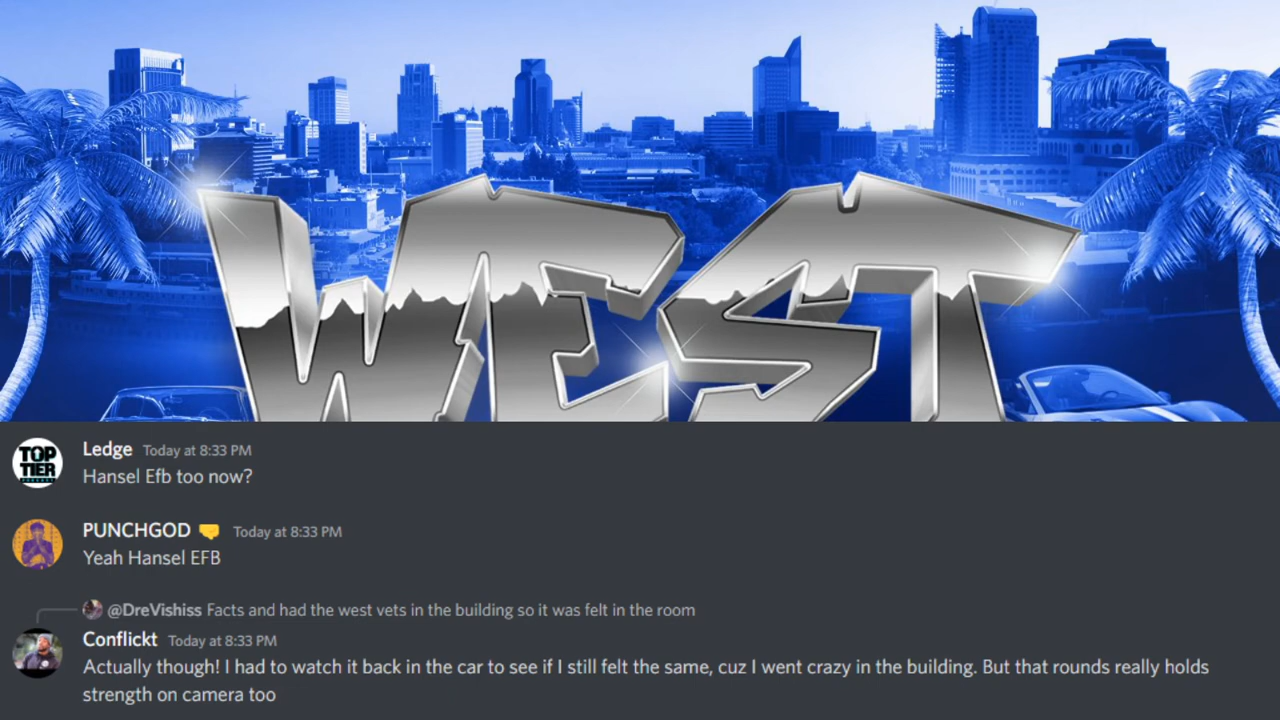 WEST
TOP
TIER
Ledge Today at 8:33 PM
Hansel Efb too now?
PUNCHGOD 🤜 Today at 8:33 PM
Yeah Hansel EFB
@DreVishiss Facts and had the west vets in the building so it was felt in the room
Conflickt Today at 8:33 PM
Actually though! I had to watch it back in the car to see if I still felt the same, cuz I went crazy in the building. But that rounds really holds
strength on camera too